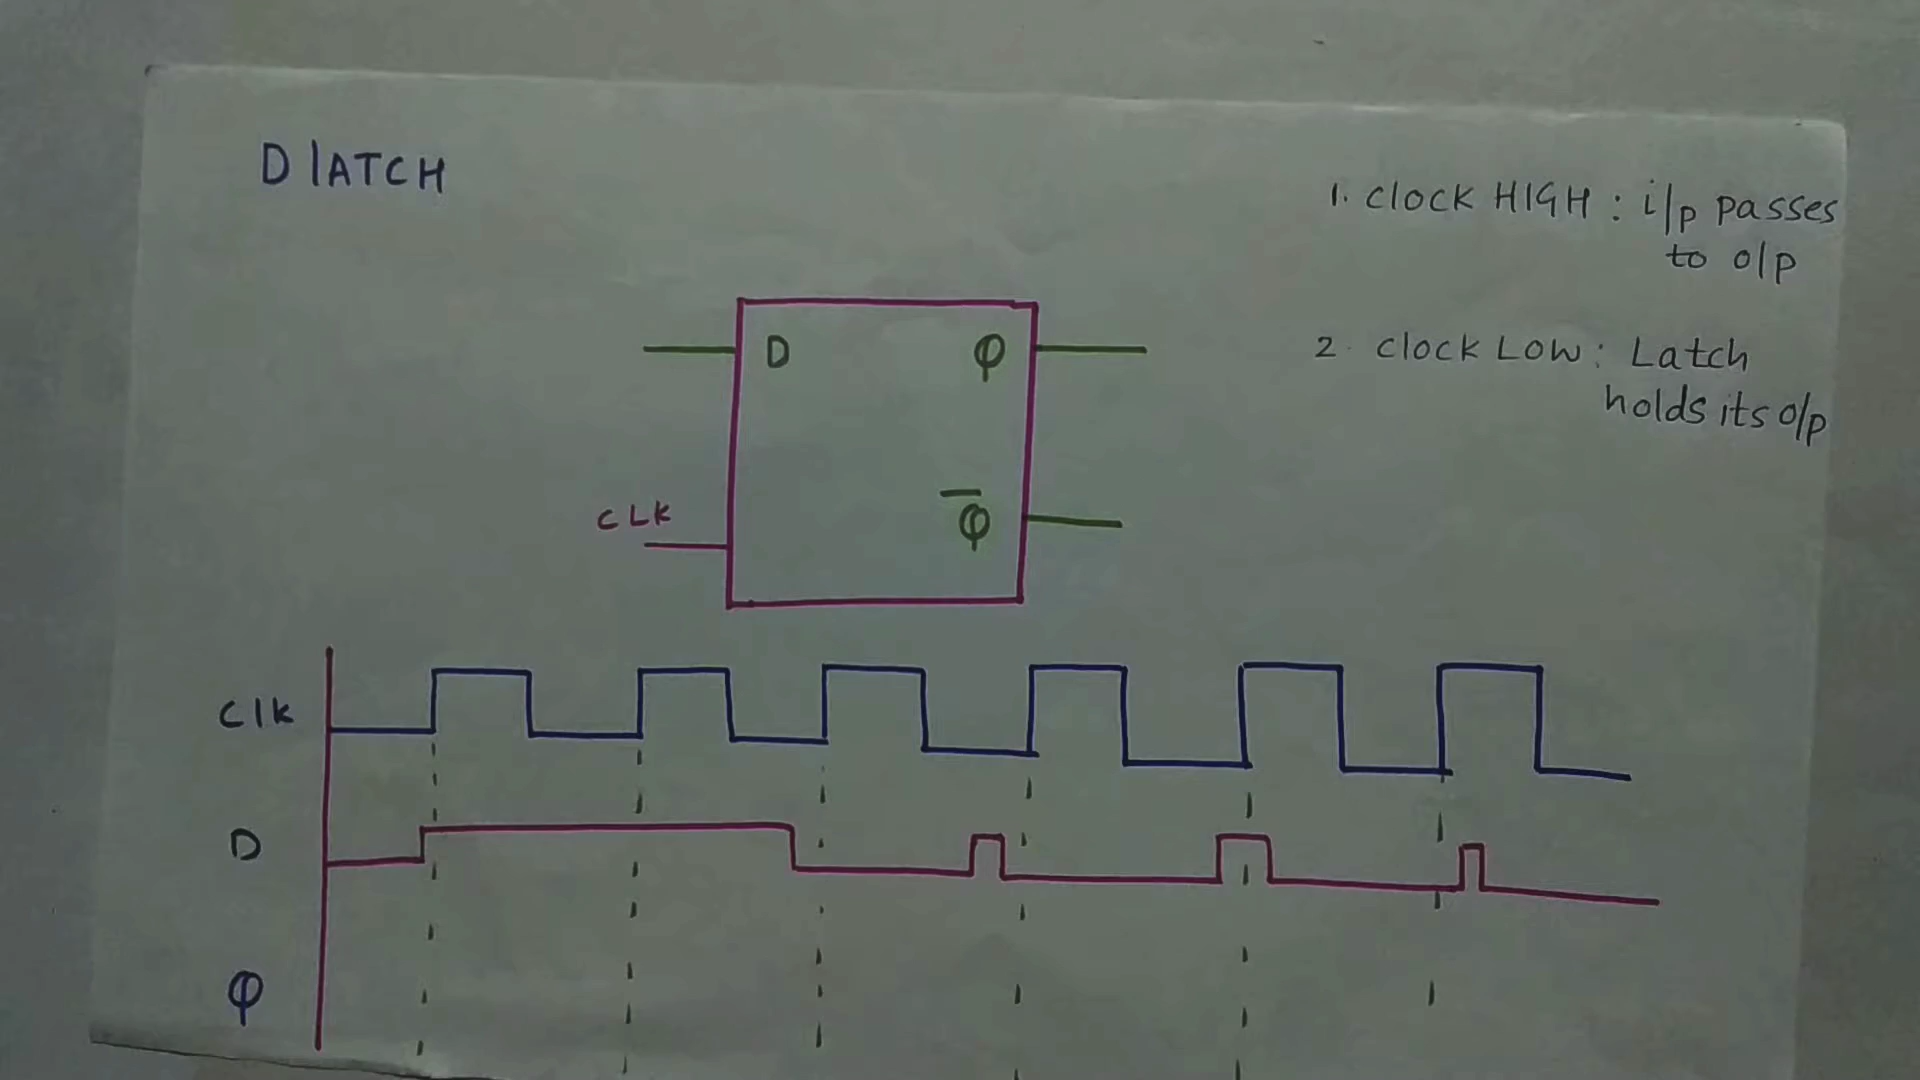 D lATCH
1. Clock HIGH : i/p passes
to o/p
2. Clock LOW : Latch
holds its o/p
D Q
CLK
Q̅
Clk
D
Q